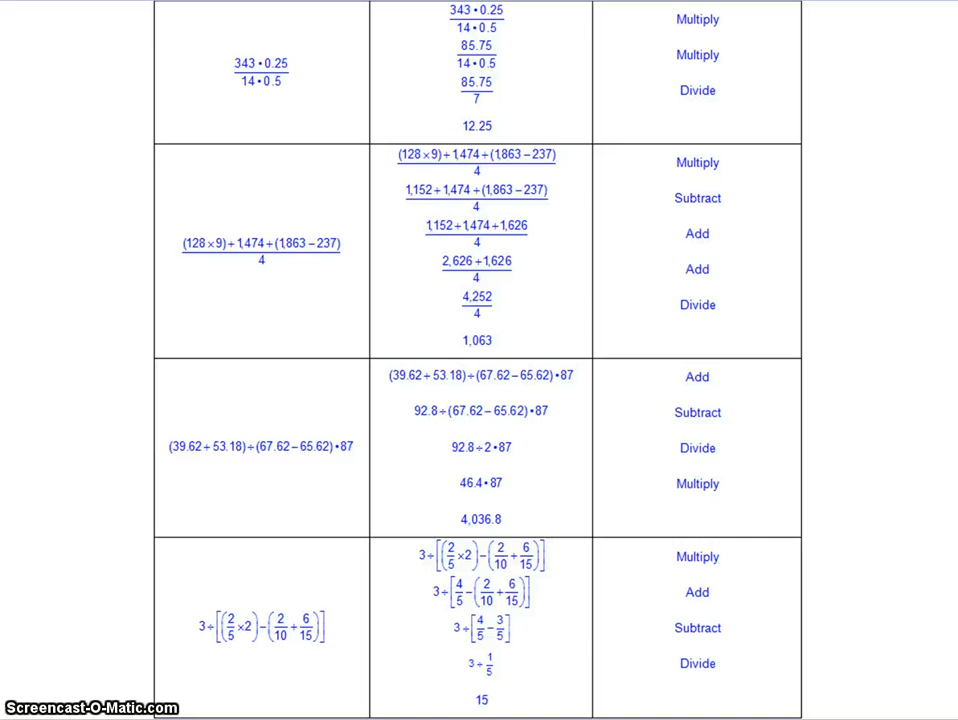 343•0.25 Multiply
14•0.5
85.75 Multiply
14•0.5
343•0.25
14•0.5
85.75 Divide
7
12.25
(128×9)+1,474+(1,863−237) Multiply
4
1,152+1,474+(1,863−237) Subtract
4
1,152+1,474+1,626 Add
4
(128×9)+1,474+(1,863−237)
4
2,626+1,626 Add
4
4,252 Divide
4
1,063
(39.62+53.18)÷(67.62−65.62)•87 Add
92.8÷(67.62−65.62)•87 Subtract
(39.62+53.18)÷(67.62−65.62)•87
92.8÷2•87 Divide
46.4•87 Multiply
4,036.8
3÷[(2/5×2)−(2/10+6/15)] Multiply
3÷[4/5−(2/10+6/15)] Add
3÷[(2/5×2)−(2/10+6/15)]
3÷[4/5−3/5] Subtract
3÷1/5 Divide
15
Screencast-O-Matic.com